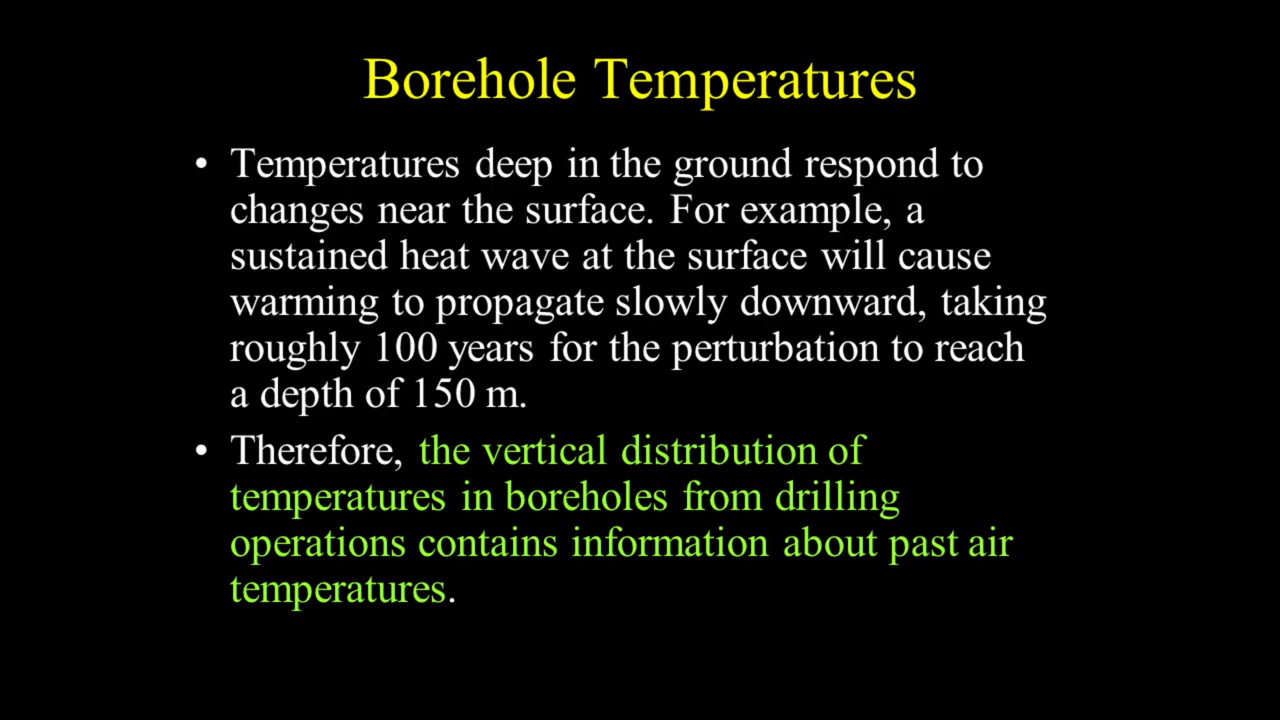 Borehole Temperatures
• Temperatures deep in the ground respond to
changes near the surface. For example, a
sustained heat wave at the surface will cause
warming to propagate slowly downward, taking
roughly 100 years for the perturbation to reach
a depth of 150 m.
• Therefore, the vertical distribution of
temperatures in boreholes from drilling
operations contains information about past air
temperatures.